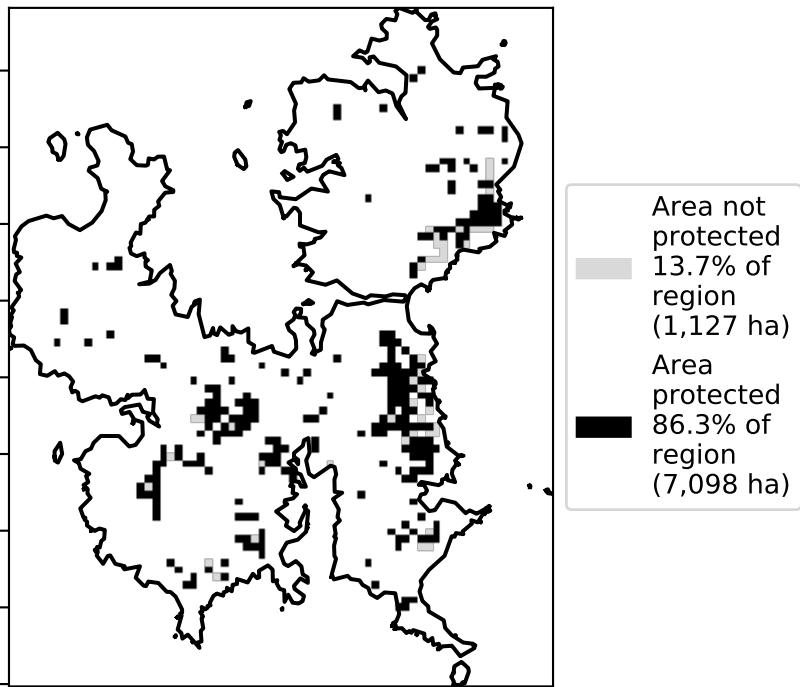 Area not
protected
13.7% of
region
(1,127 ha)
Area
protected
86.3% of
region
(7,098 ha)